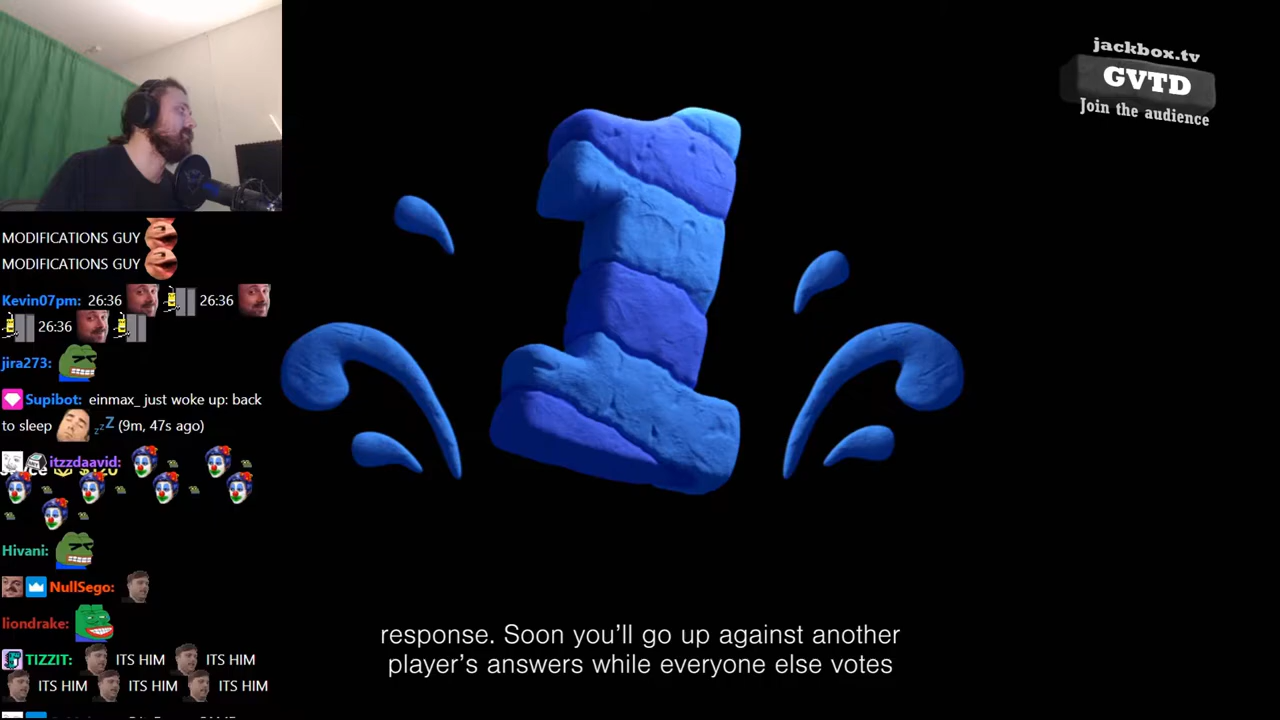 jackbox.tv
GVTD
Join the audience
1
MODIFICATIONS GUY
MODIFICATIONS GUY
Kevin07pm: 26:36 26:36
26:36
jira273:
Supibot: einmax_ just woke up: back
to sleep (9m, 47s ago)
itzzdaavid:
Hivani:
NullSego:
liondrake:
TIZZIT: ITS HIM ITS HIM
ITS HIM ITS HIM ITS HIM
response. Soon you'll go up against another
player's answers while everyone else votes